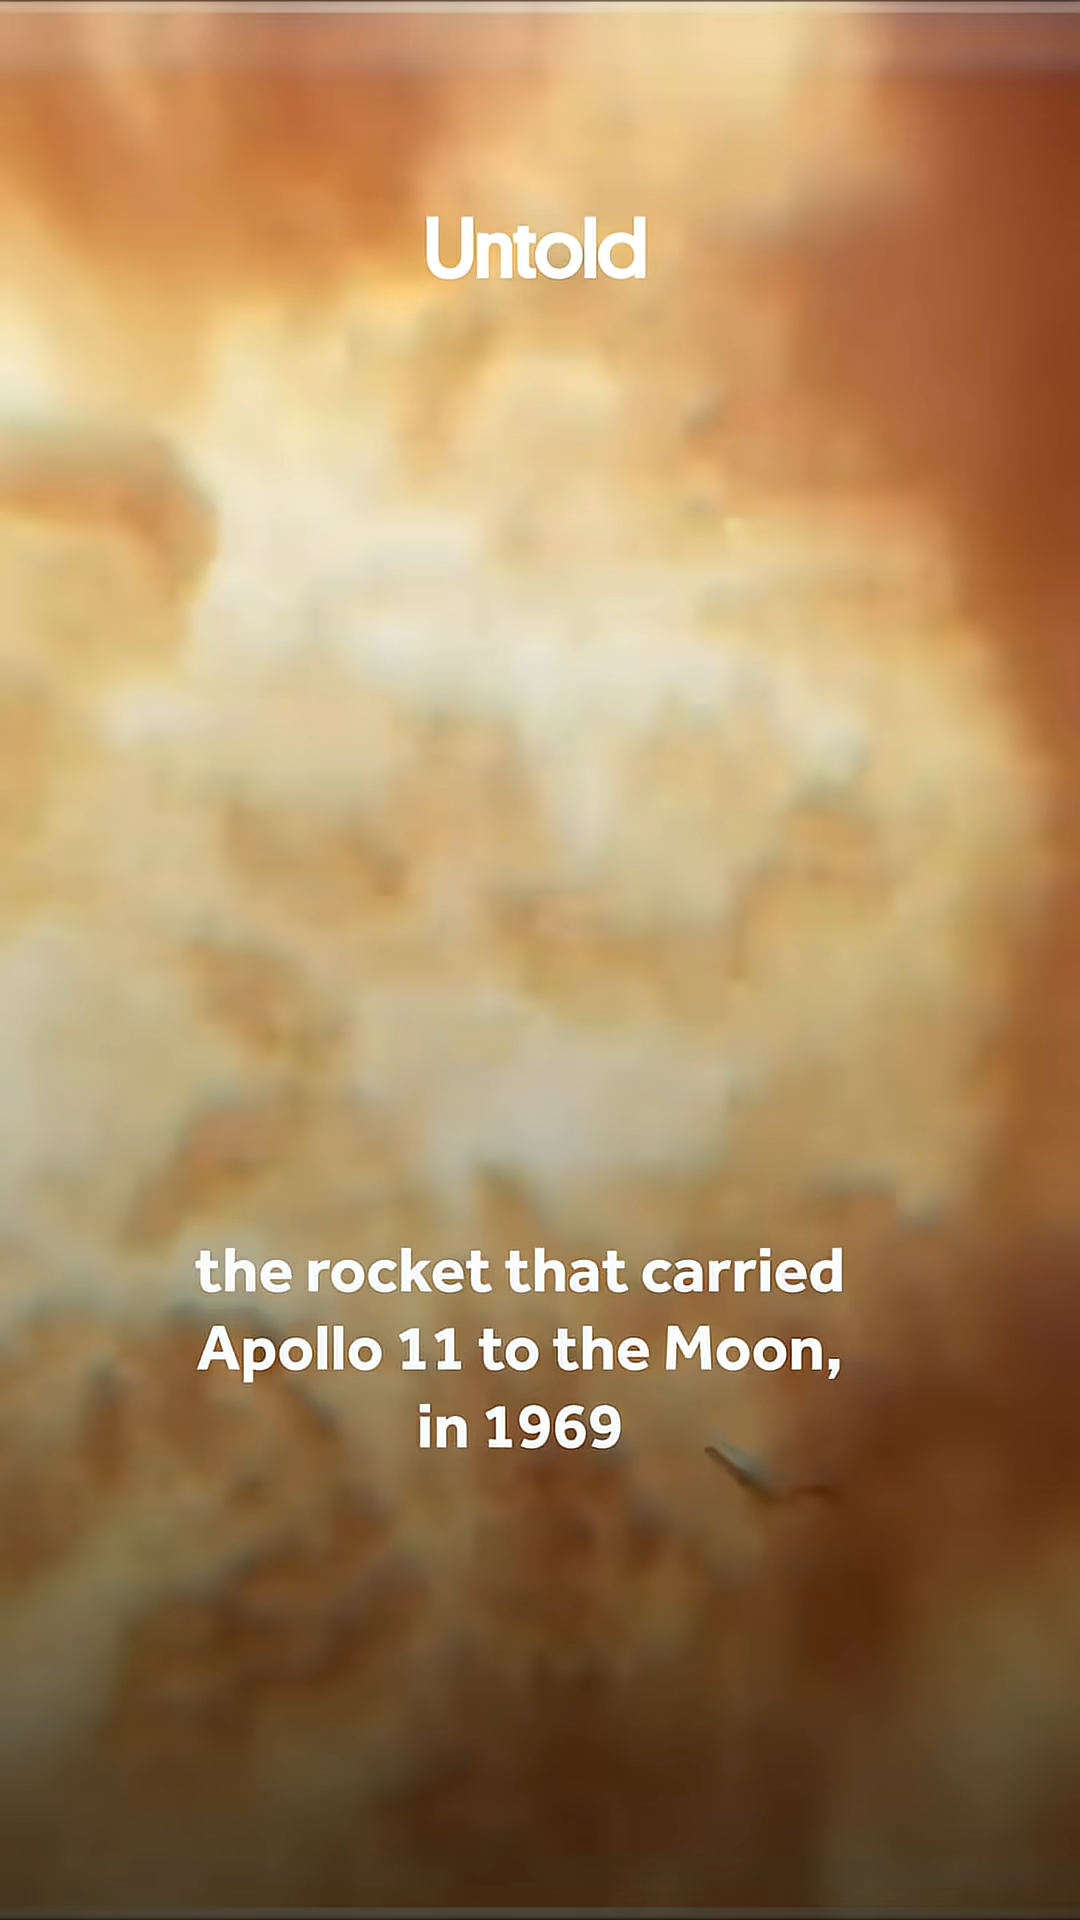 Untold
the rocket that carried
Apollo 11 to the Moon,
in 1969